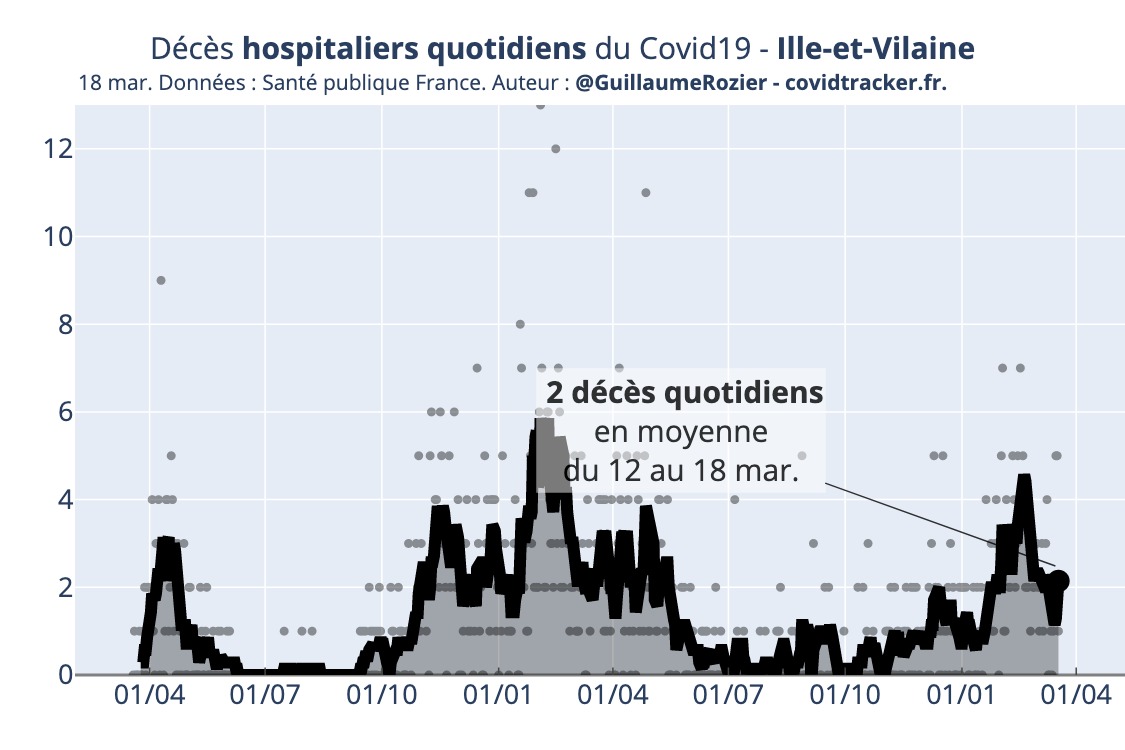 Décès hospitaliers quotidiens du Covid19 - Ille-et-Vilaine
18 mar. Données : Santé publique France. Auteur : @GuillaumeRozier - covidtracker.fr.
12
10
8
6
4
2
0
2 décès quotidiens
en moyenne
du 12 au 18 mar.
01/04 01/07 01/10 01/01 01/04 01/07 01/10 01/01 01/04